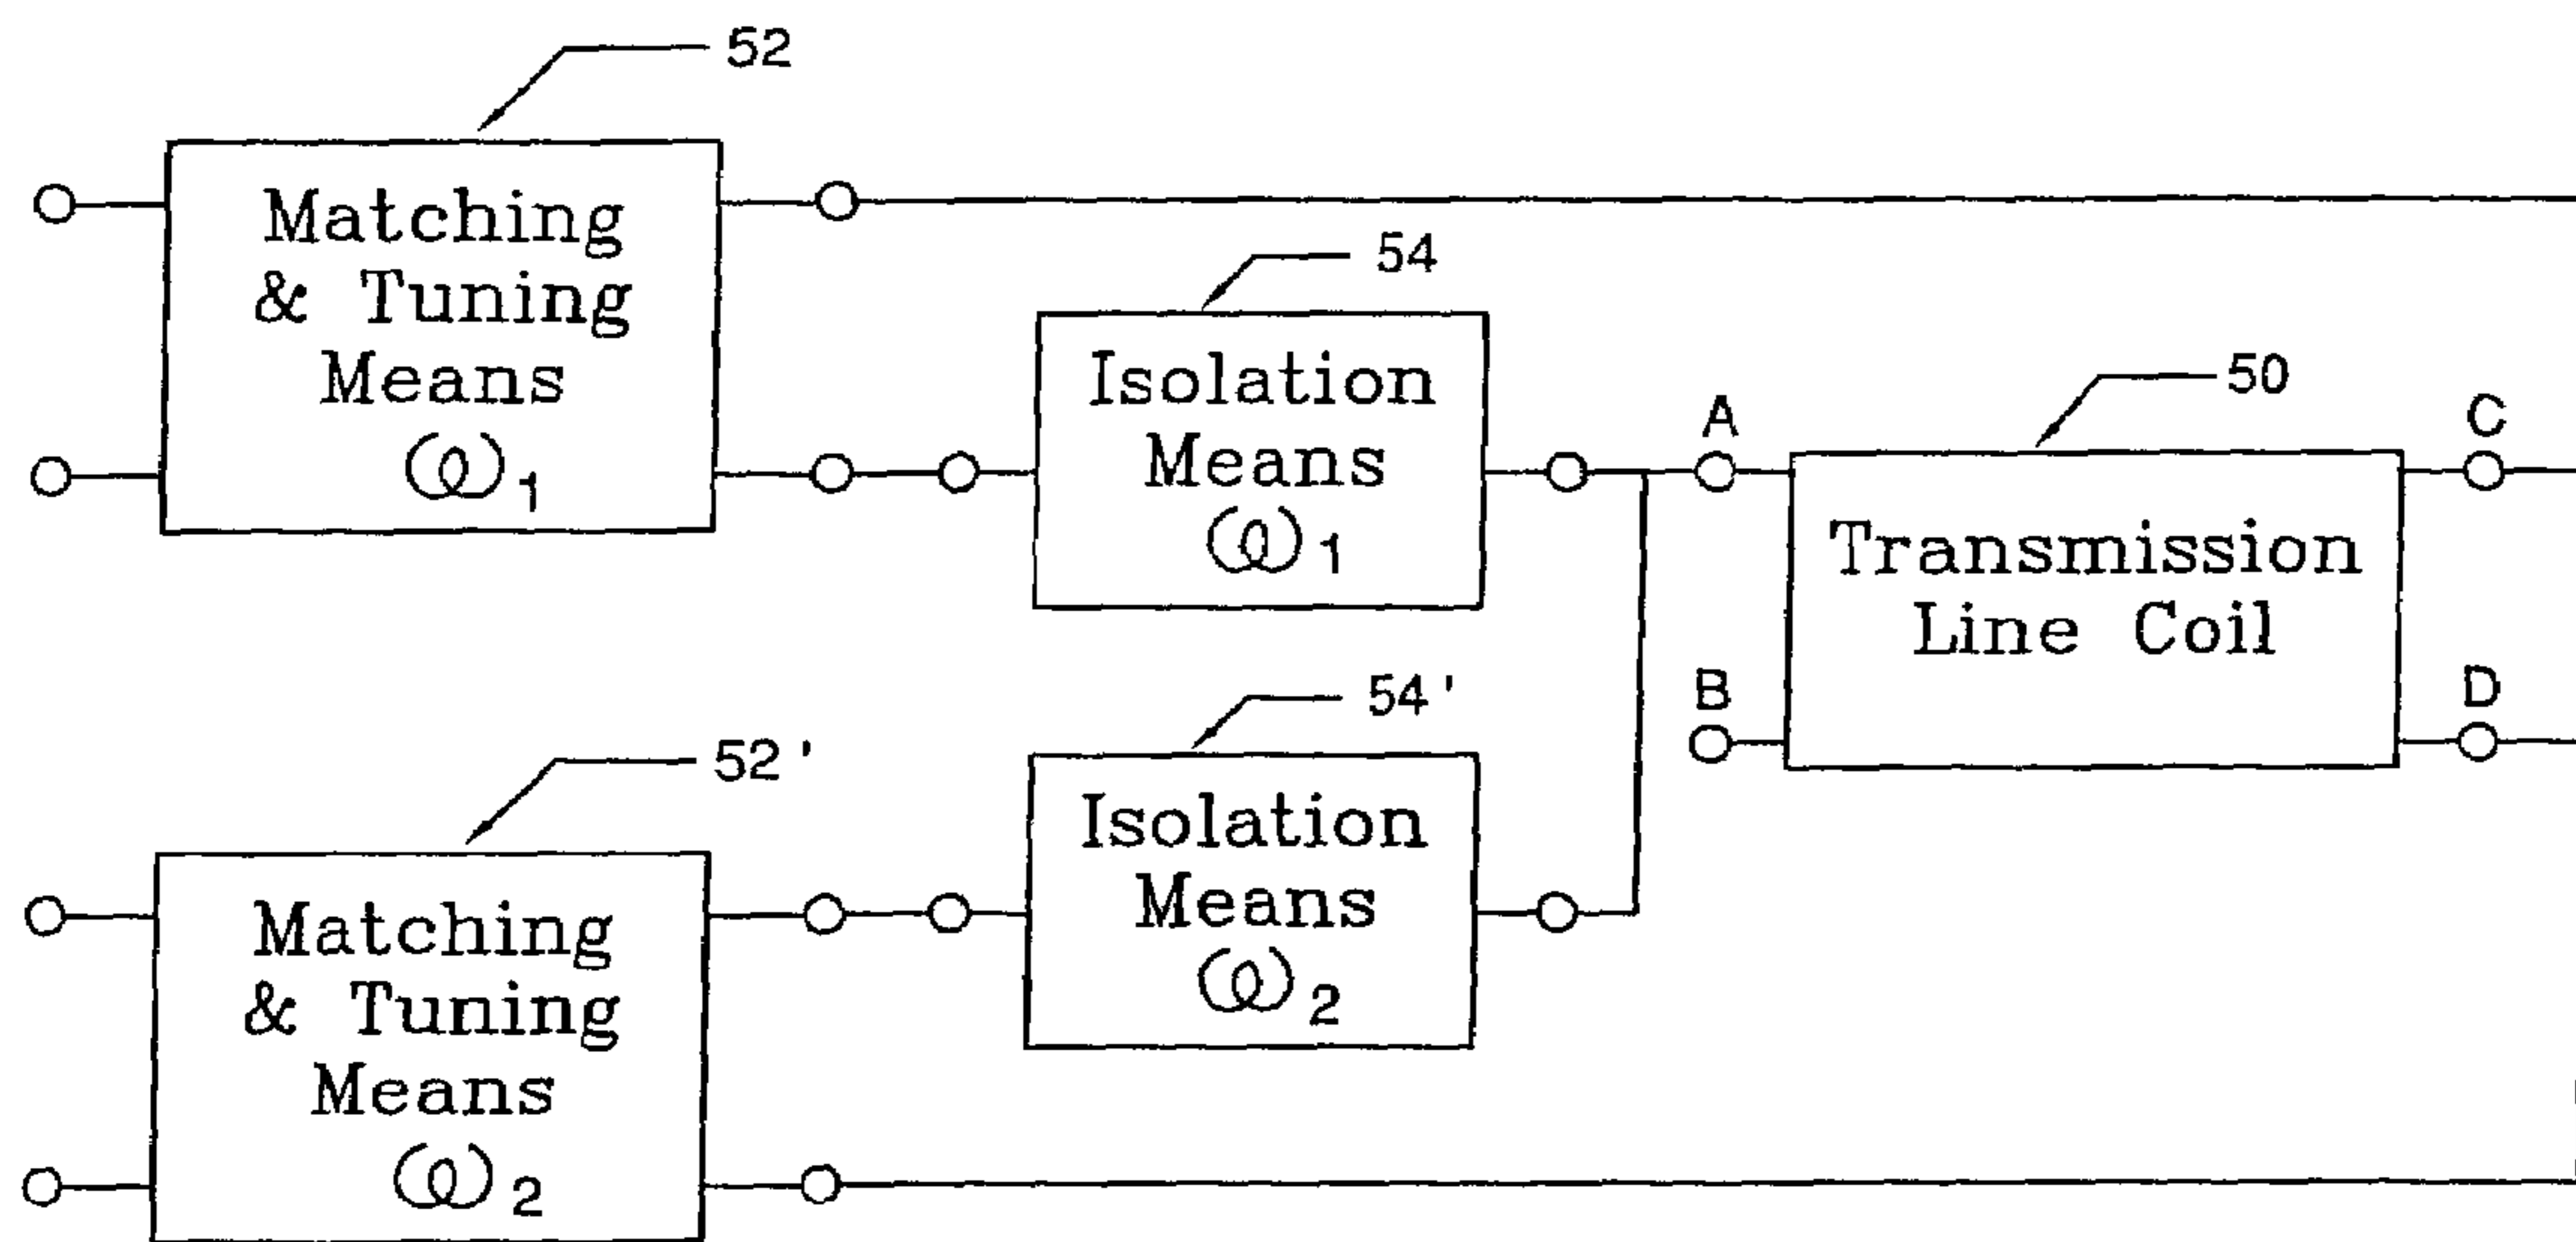 52
Matching
& Tuning
Means
ω1
54
Isolation
Means
ω1
A
50
C
Transmission
Line Coil
B
D
54'
Isolation
Means
ω2
52'
Matching
& Tuning
Means
ω2